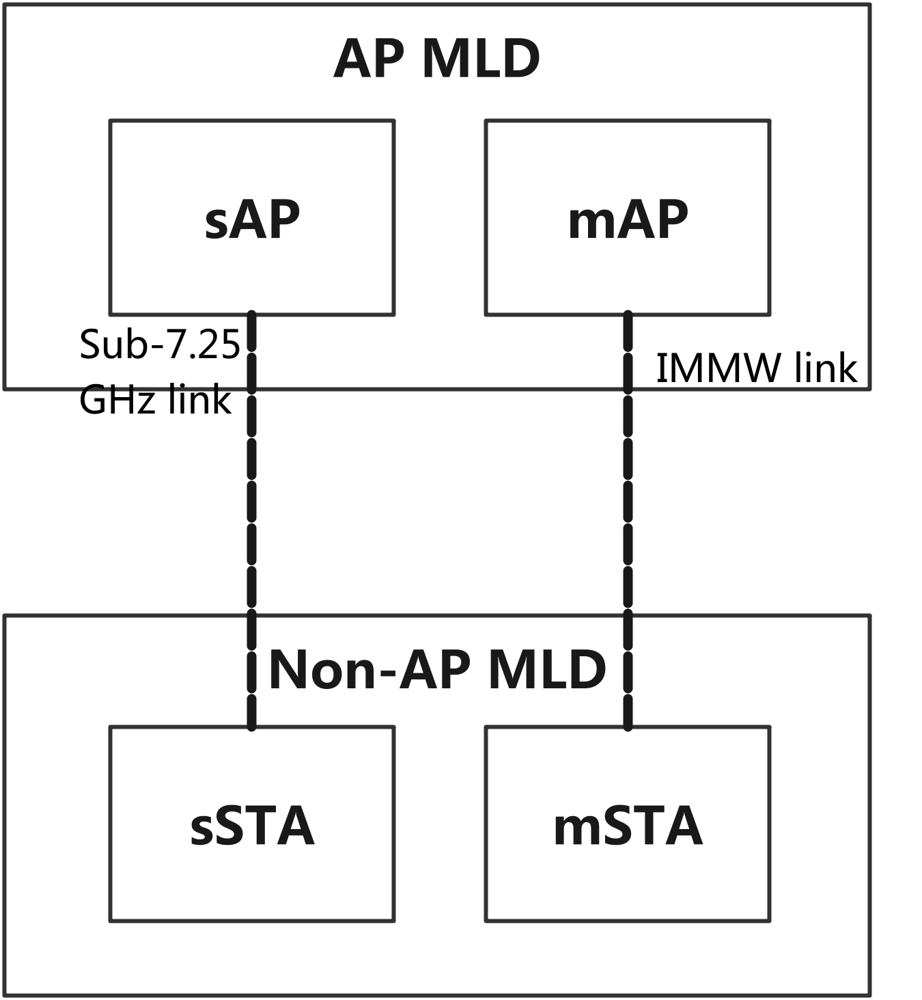 AP MLD
sAP
mAP
Sub-7.25
GHz link
IMMW link
Non-AP MLD
sSTA
mSTA